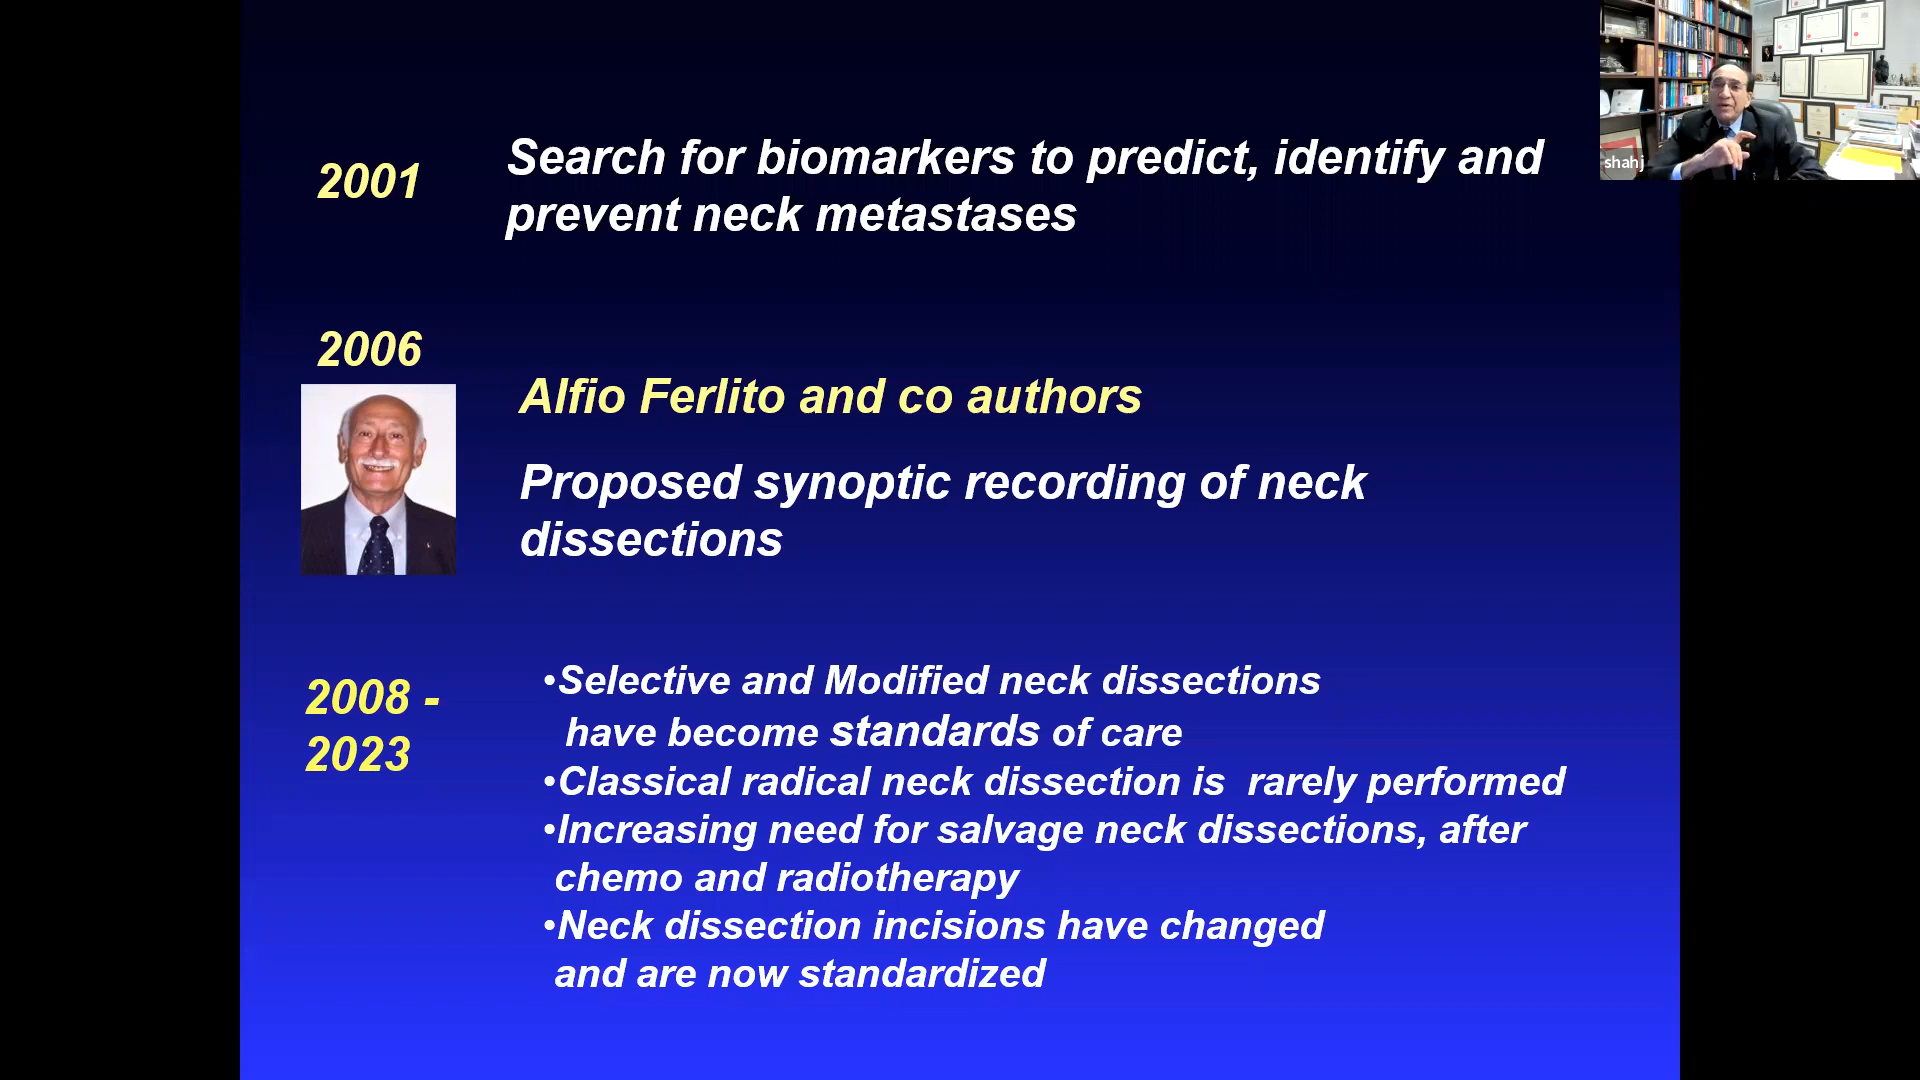 shahj
2001
Search for biomarkers to predict, identify and
prevent neck metastases
2006
Alfio Ferlito and co authors
Proposed synoptic recording of neck
dissections
2008 -
2023
•Selective and Modified neck dissections
have become standards of care
•Classical radical neck dissection is  rarely performed
•Increasing need for salvage neck dissections, after
chemo and radiotherapy
•Neck dissection incisions have changed
and are now standardized